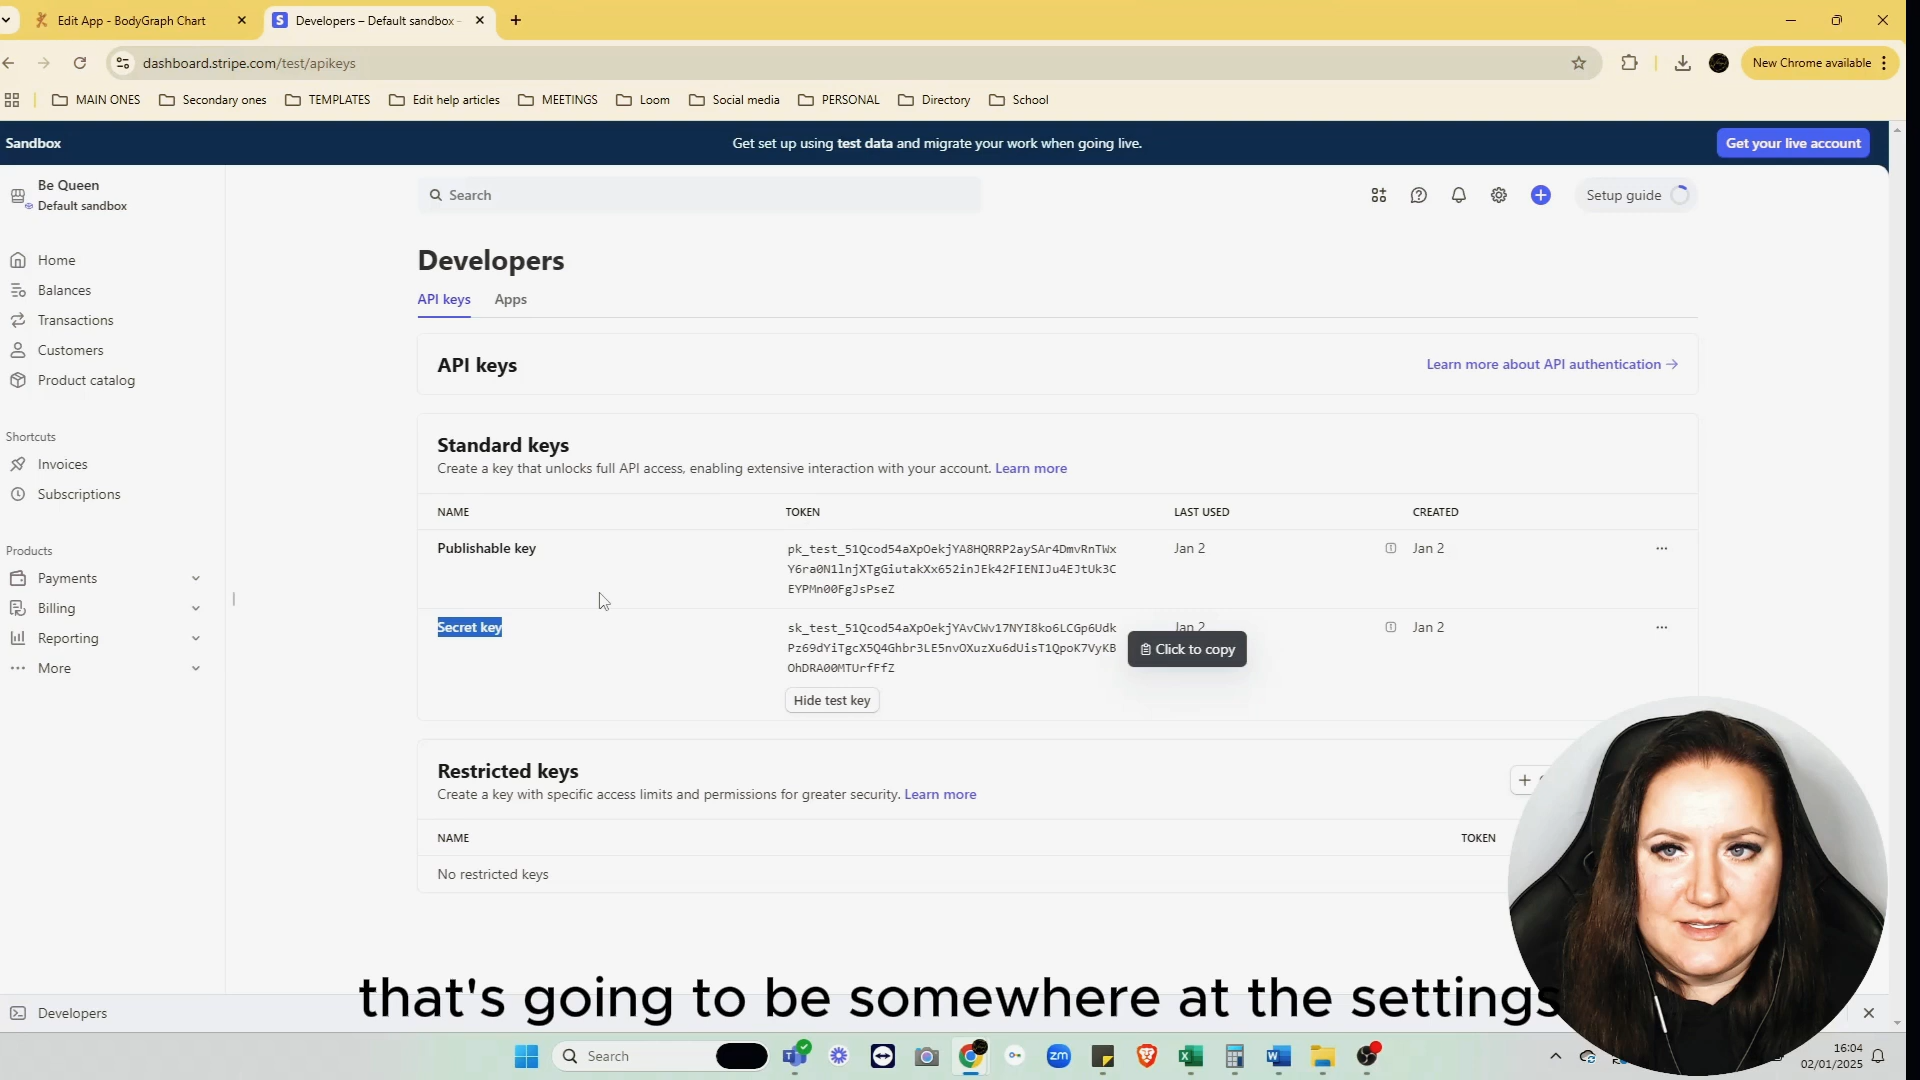 Edit App - BodyGraph Chart
Developers – Default sandbox -
dashboard.stripe.com/test/apikeys
New Chrome available
MAIN ONES
Secondary ones
TEMPLATES
Edit help articles
MEETINGS
Loom
Social media
PERSONAL
Directory
School
Sandbox
Get set up using test data and migrate your work when going live.
Get your live account
Be Queen
Default sandbox
Search
Setup guide
Home
Balances
Transactions
Customers
Product catalog
Shortcuts
Invoices
Subscriptions
Products
Payments
Billing
Reporting
More
Developers
API keys
Apps
API keys
Learn more about API authentication
Standard keys
Create a key that unlocks full API access, enabling extensive interaction with your account. Learn more
NAME
TOKEN
LAST USED
CREATED
Publishable key
pk_test_51Qcod54aXpOekjYA8HQRRP2aySAr4DmvRnTWx
Y6ra0N1lnjXTgGiutakXx652inJEk42FIENIJu4EJtUk3C
EYPMn00FgJsPseZ
Jan 2
Jan 2
Secret key
sk_test_51Qcod54aXpOekjYAvCWv17NYI8ko6LCGp6Udk
Pz69dYiTgcX5Q4Ghbr3LE5nvOXuzXu6dUisT1QpoK7VyKB
OhDRA00MTUrfFfZ
Jan 2
Jan 2
Click to copy
Hide test key
Restricted keys
Create a key with specific access limits and permissions for greater security. Learn more
NAME
TOKEN
No restricted keys
that's going to be somewhere at the settings
Developers
Search
zm
16:04
02/01/2025